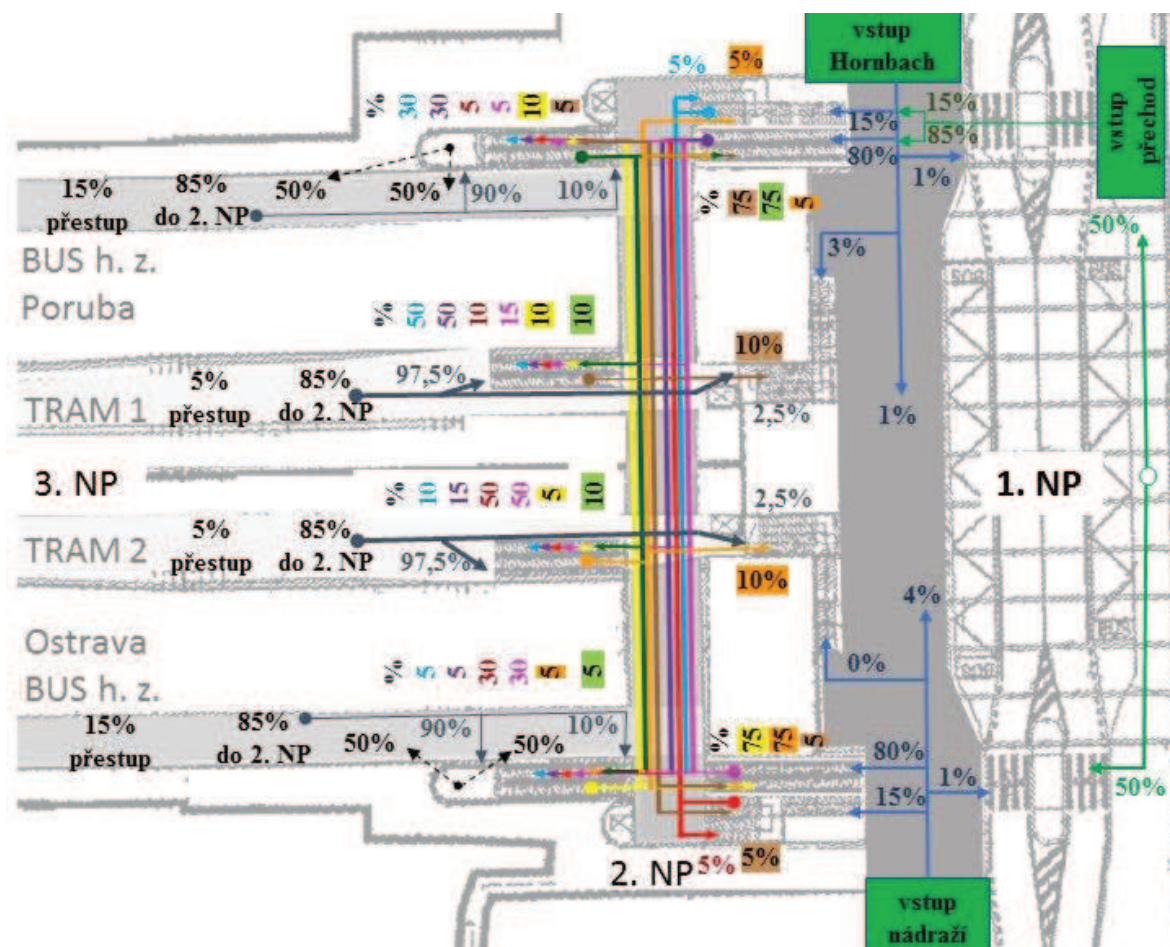 vstup
Hornbach
5%
5%
% 30 30 5 5 10 5
15%
15%
85%
vstup
přechod
80%
1%
15%
přestup
85%
do 2. NP
50%
50%
90%
10%
% 75 75 5
50%
3%
BUS h. z.
Poruba
% 50 50 10 15 10 10
10%
5%
přestup
85%
do 2. NP
97,5%
TRAM 1
2,5%
1%
3. NP
% 10 15 50 50 5 10
2,5%
1. NP
5%
přestup
85%
do 2. NP
TRAM 2
97,5%
10%
4%
Ostrava
BUS h. z.
% 5 5 30 30 5 5
0%
15%
přestup
85%
do 2. NP
90%
10%
50%
50%
% 75 75 5
80%
1%
15%
50%
2. NP
5%
5%
vstup
nádraží